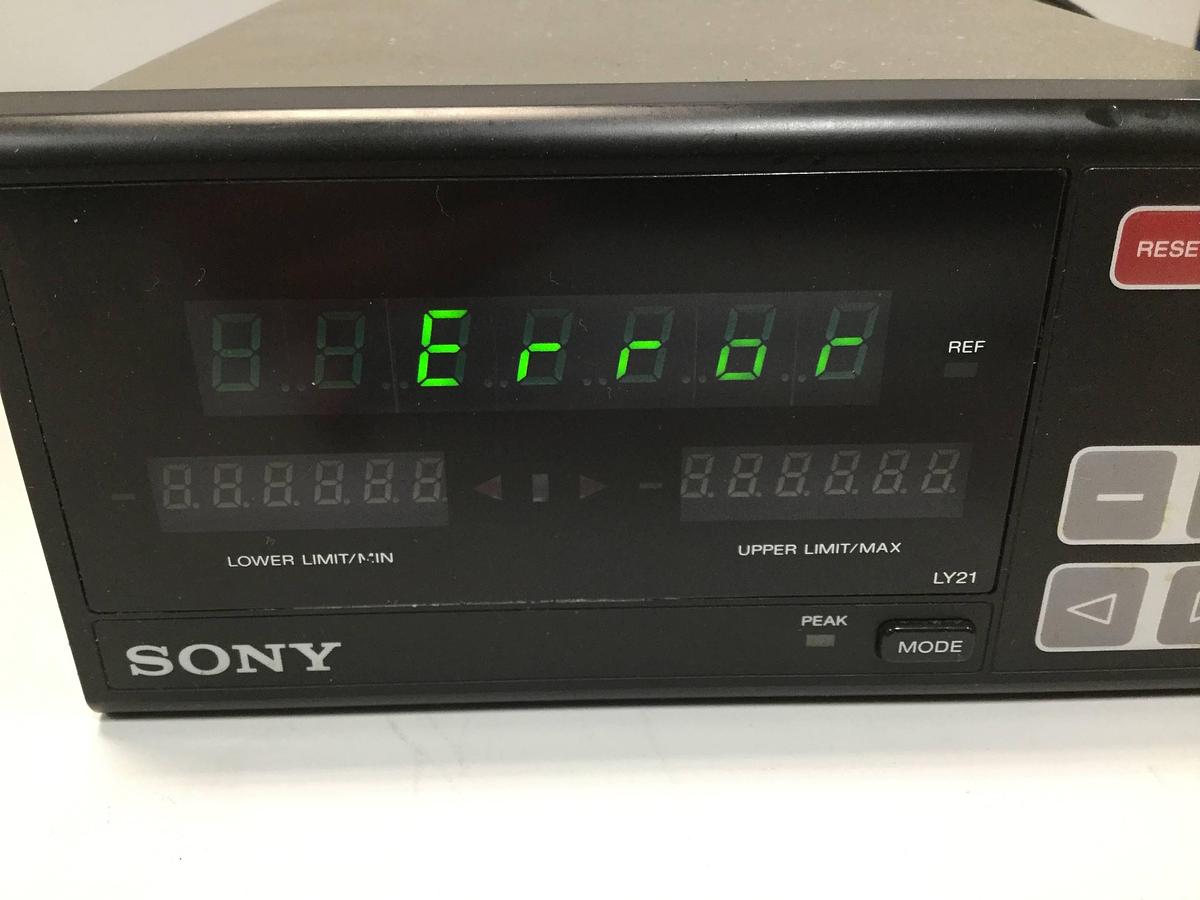 RESE
Error
REF
LOWER LIMIT/MIN
UPPER LIMIT/MAX
LY21
PEAK
SONY
MODE